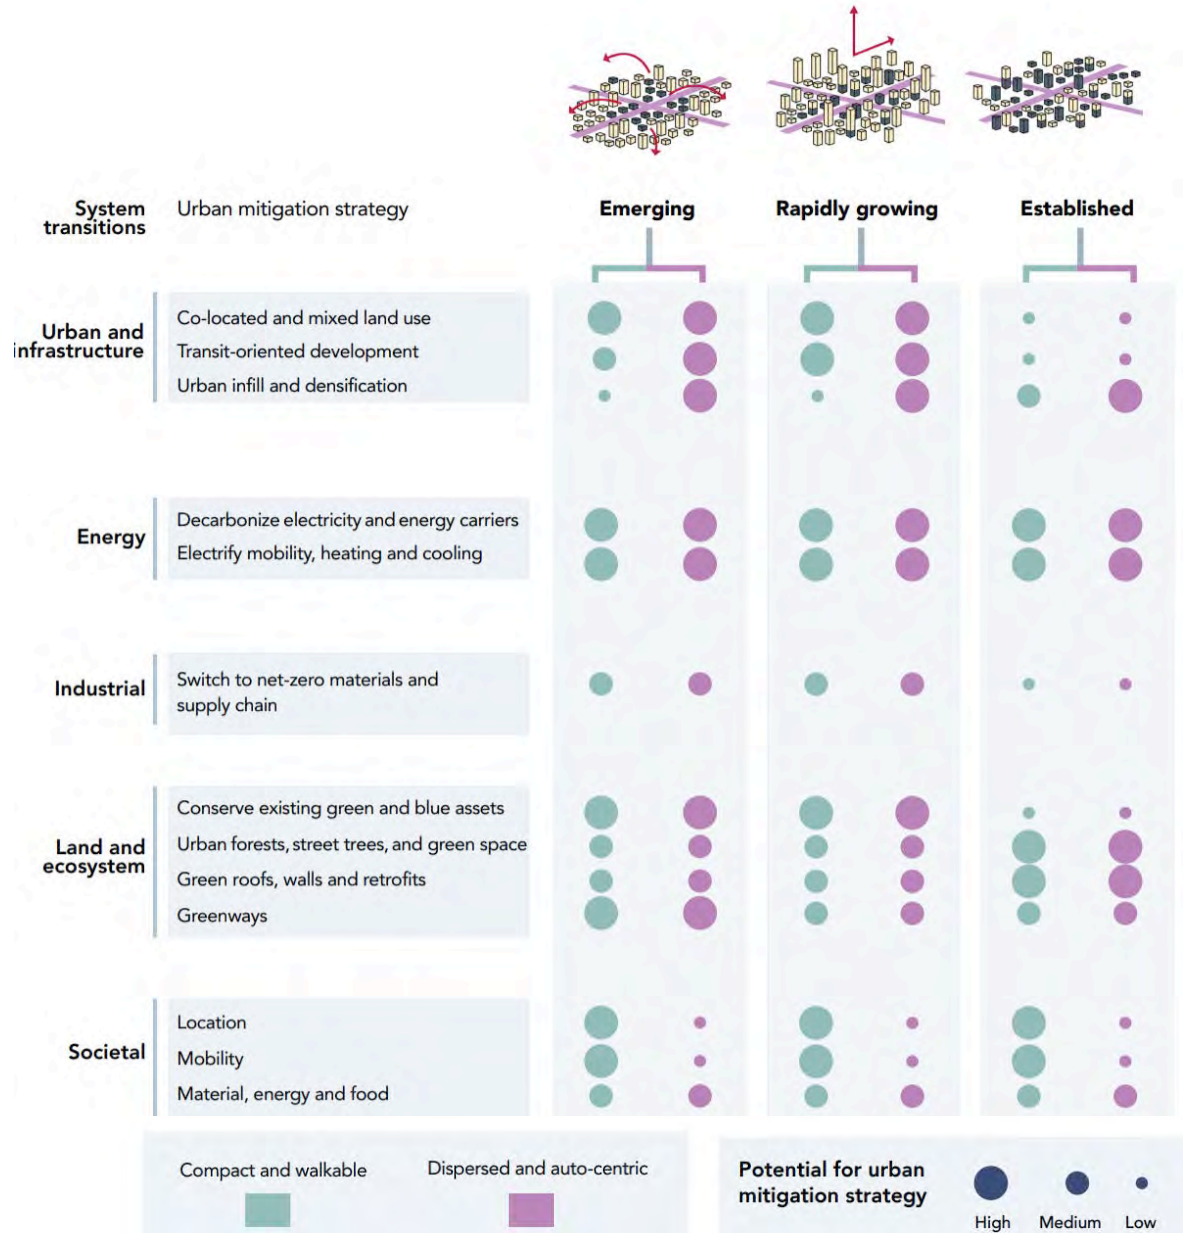 System
transitions
Urban mitigation strategy
Emerging
Rapidly growing
Established
Urban and
infrastructure
Co-located and mixed land use
Transit-oriented development
Urban infill and densification
Energy
Decarbonize electricity and energy carriers
Electrify mobility, heating and cooling
Industrial
Switch to net-zero materials and
supply chain
Land and
ecosystem
Conserve existing green and blue assets
Urban forests, street trees, and green space
Green roofs, walls and retrofits
Greenways
Societal
Location
Mobility
Material, energy and food
Compact and walkable
Dispersed and auto-centric
Potential for urban
mitigation strategy
High
Medium
Low